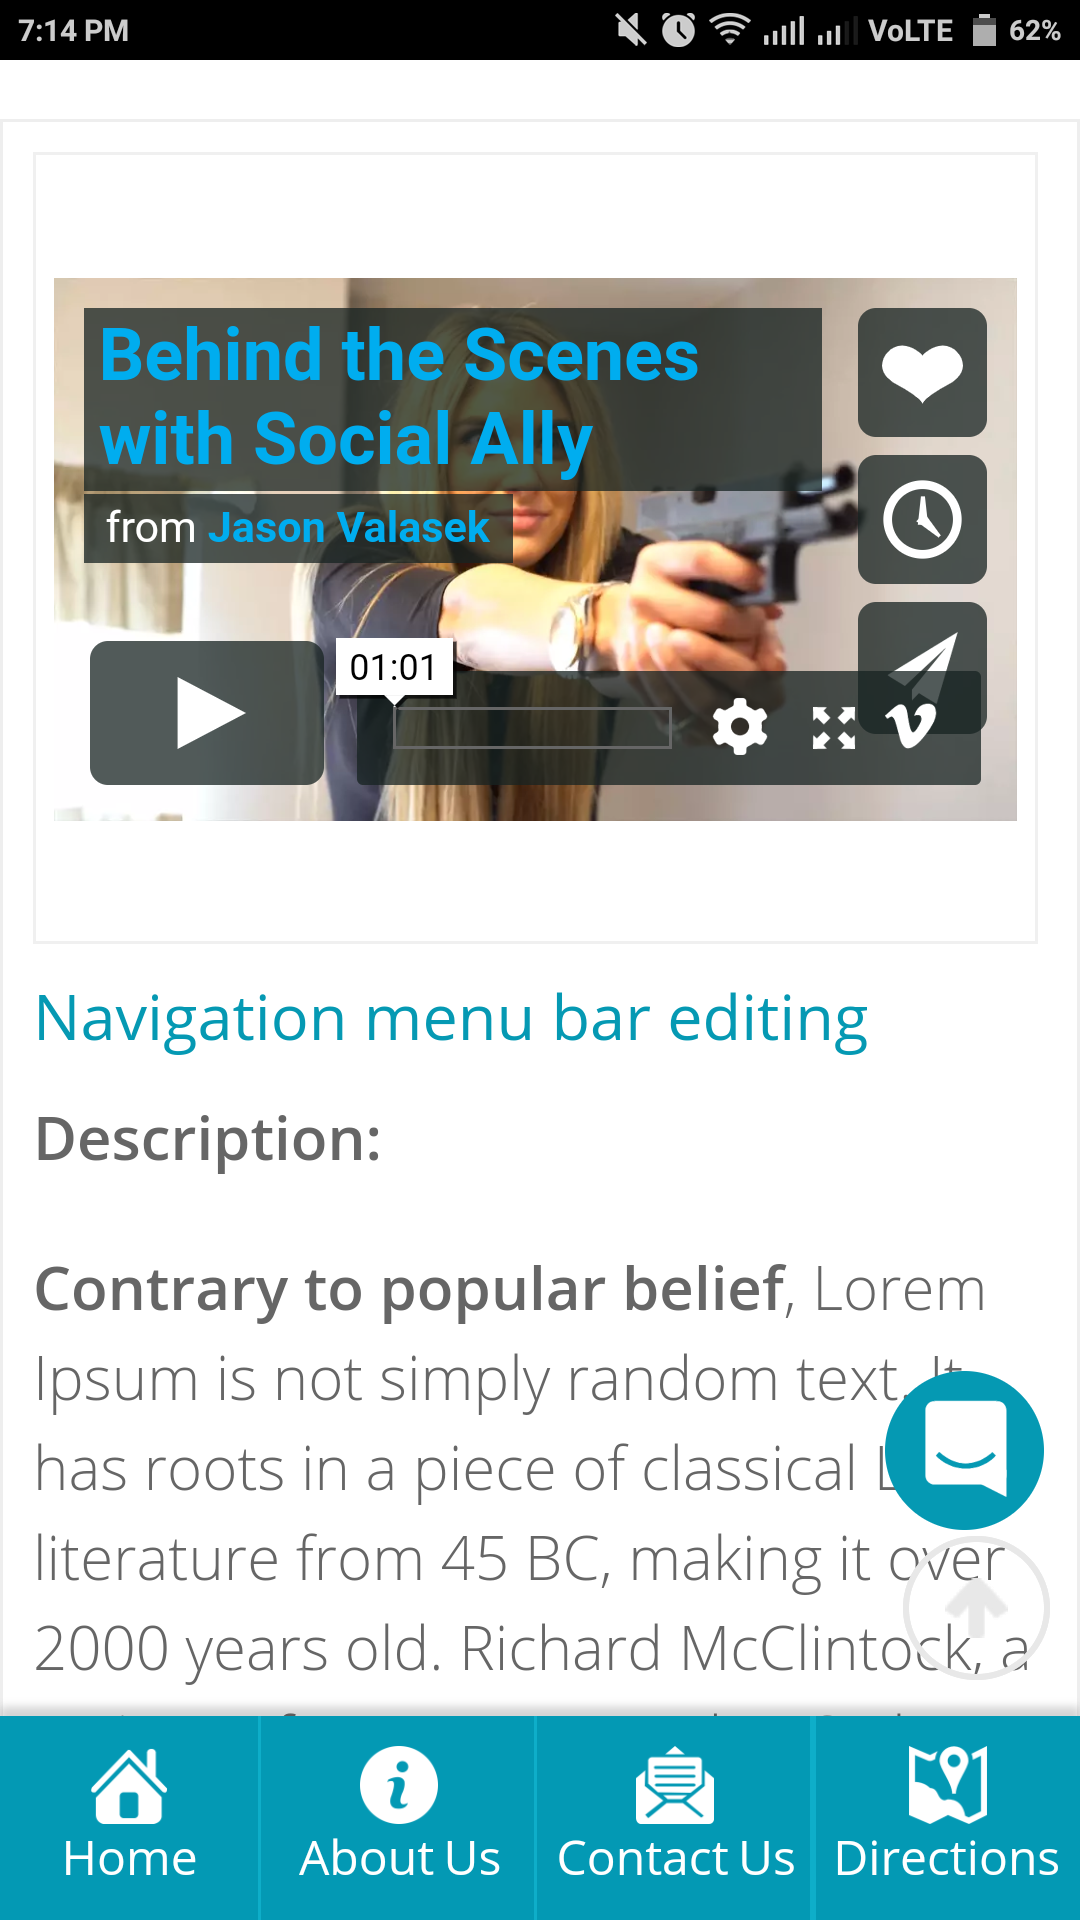 7:14 PM VoLTE 62%
Behind the Scenes
with Social Ally
from Jason Valasek
01:01
Navigation menu bar editing
Description:
Contrary to popular belief, Lorem
Ipsum is not simply random text. It
has roots in a piece of classical
literature from 45 BC, making it over
2000 years old. Richard McClintock, a
Home About Us Contact Us Directions